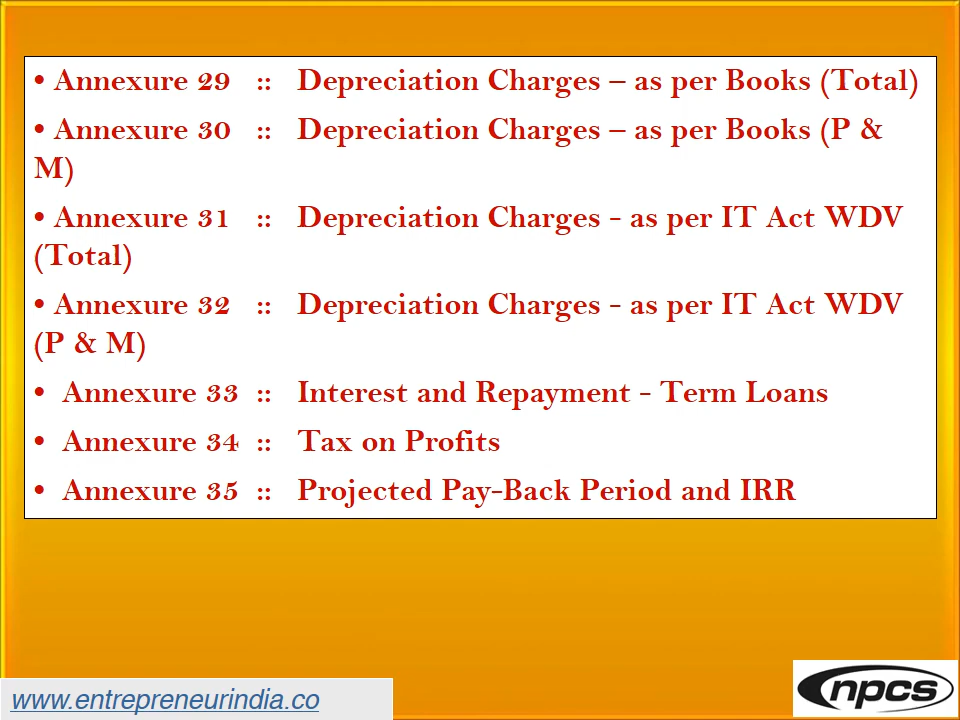 • Annexure 29 :: Depreciation Charges – as per Books (Total)
• Annexure 30 :: Depreciation Charges – as per Books (P &
M)
• Annexure 31 :: Depreciation Charges - as per IT Act WDV
(Total)
• Annexure 32 :: Depreciation Charges - as per IT Act WDV
(P & M)
• Annexure 33 :: Interest and Repayment - Term Loans
• Annexure 34 :: Tax on Profits
• Annexure 35 :: Projected Pay-Back Period and IRR
www.entrepreneurindia.co
npcs